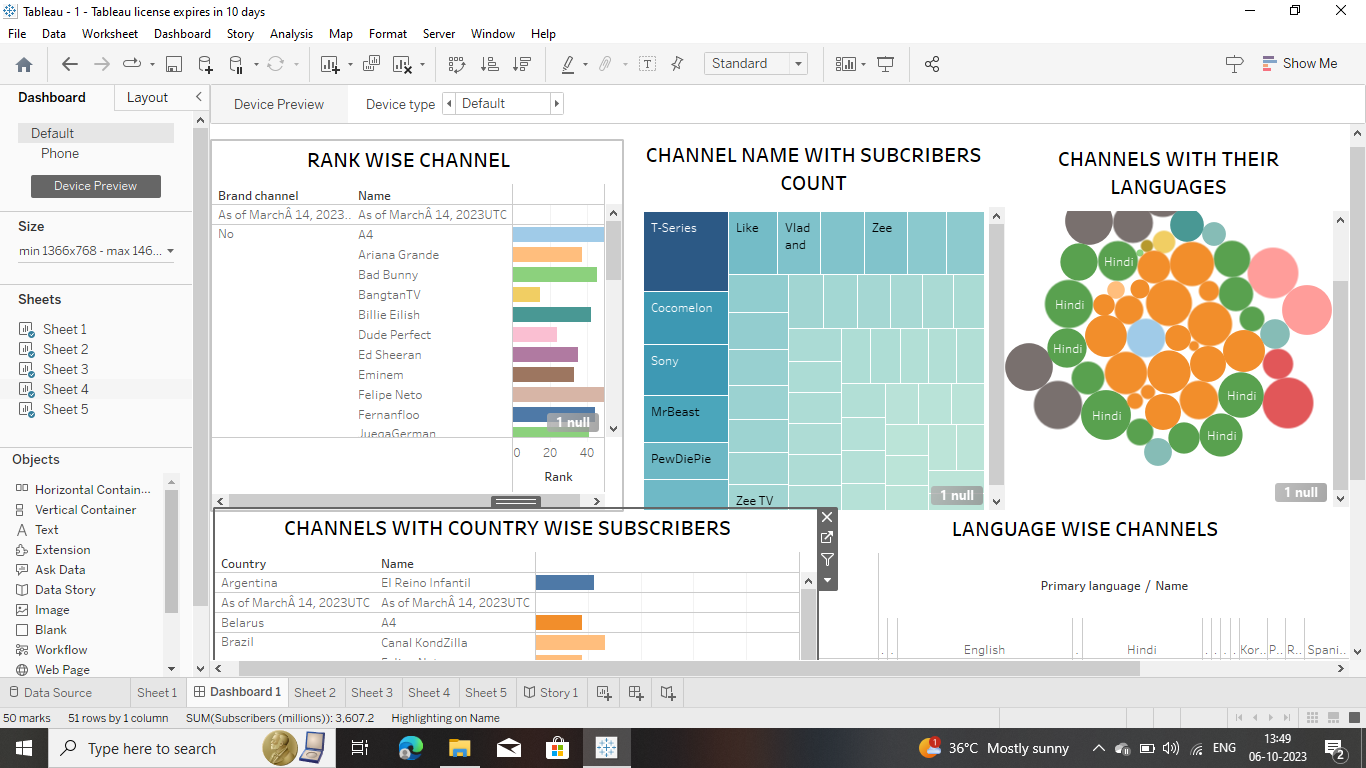 Tableau - 1 - Tableau license expires in 10 days
File Data Worksheet Dashboard Story Analysis Map Format Server Window Help
Standard
Show Me
Dashboard Layout
Device Preview Device type Default
Default
Phone
Device Preview
Size
min 1366x768 - max 146...
Sheets
Sheet 1
Sheet 2
Sheet 3
Sheet 4
Sheet 5
Objects
Horizontal Contain...
Vertical Container
Text
Extension
Ask Data
Data Story
Image
Blank
Workflow
Web Page
RANK WISE CHANNEL
Brand channel Name
As of MarchÂ 14, 2023.. As of MarchÂ 14, 2023UTC
No A4
Ariana Grande
Bad Bunny
BangtanTV
Billie Eilish
Dude Perfect
Ed Sheeran
Eminem
Felipe Neto
Fernanfloo
JuegaGerman
1 null
0 20 40
Rank
CHANNEL NAME WITH SUBCRIBERS
COUNT
T-Series
Like
Vlad
and
Zee
Cocomelon
Sony
MrBeast
PewDiePie
Zee TV
1 null
CHANNELS WITH THEIR
LANGUAGES
Hindi
Hindi
Hindi
Hindi
Hindi
Hindi
1 null
CHANNELS WITH COUNTRY WISE SUBSCRIBERS
Country Name
Argentina El Reino Infantil
As of MarchÂ 14, 2023UTC As of MarchÂ 14, 2023UTC
Belarus A4
Brazil Canal KondZilla
LANGUAGE WISE CHANNELS
Primary language / Name
. . English . Hindi . . . . Kor.. P.. R.. Spani..
Data Source Sheet 1 Dashboard 1 Sheet 2 Sheet 3 Sheet 4 Sheet 5 Story 1
50 marks 51 rows by 1 column SUM(Subscribers (millions)): 3,607.2 Highlighting on Name
Type here to search
1
36°C Mostly sunny
ENG
13:49
06-10-2023
2